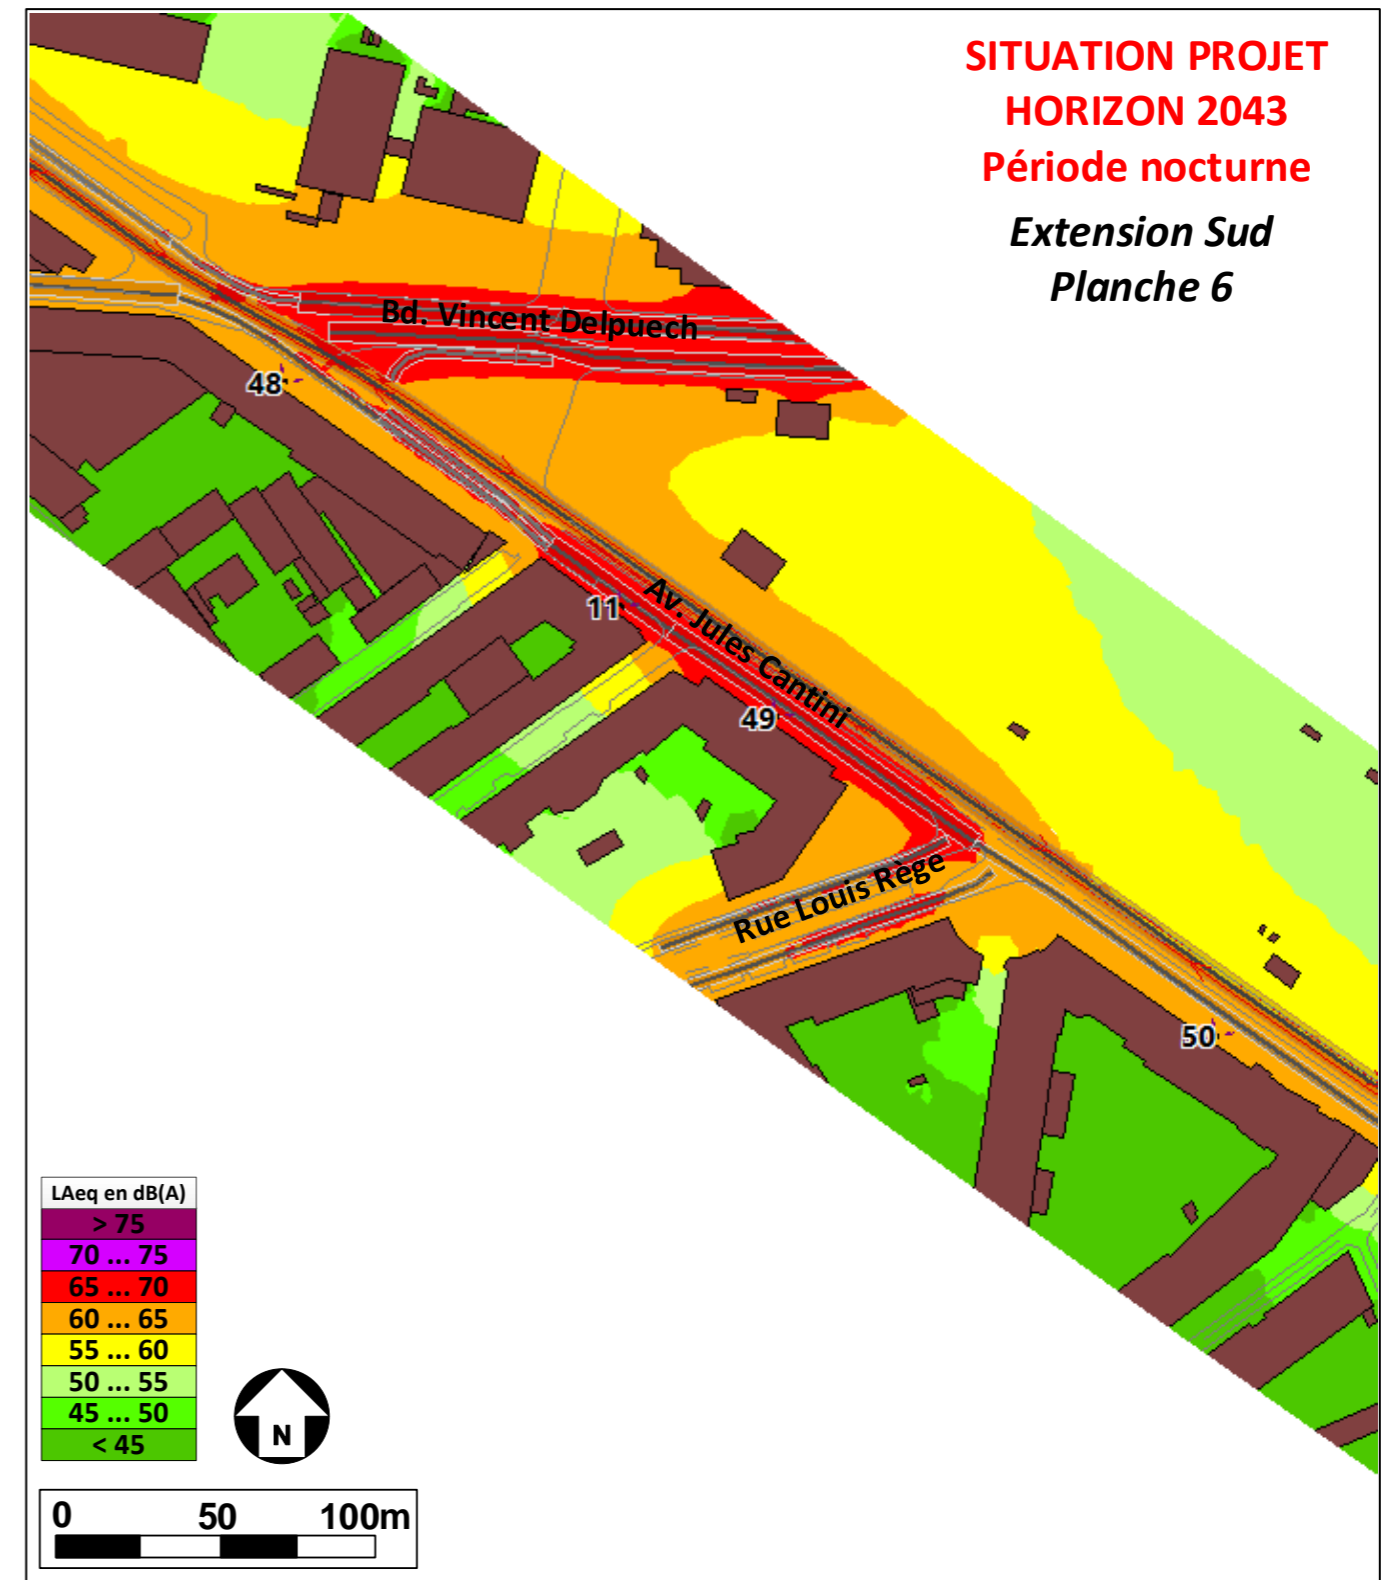 SITUATION PROJET
HORIZON 2043
Période nocturne
Extension Sud
Planche 6
Bd. Vincent Delpuech
48
11
Av. Jules Cantini
49
Rue Louis Rège
50
LAeq en dB(A)
> 75
70 ... 75
65 ... 70
60 ... 65
55 ... 60
50 ... 55
45 ... 50
< 45
N
0 50 100m